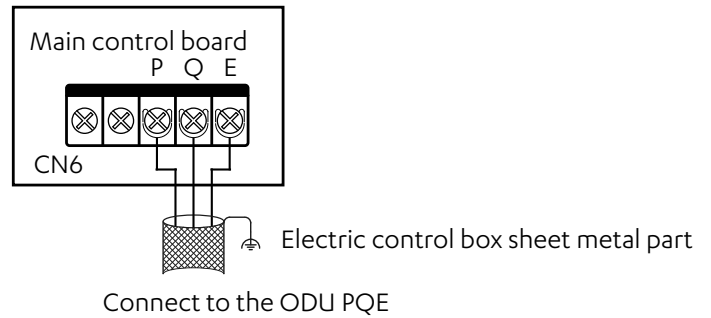 Main control board
P Q E
CN6
Electric control box sheet metal part
Connect to the ODU PQE